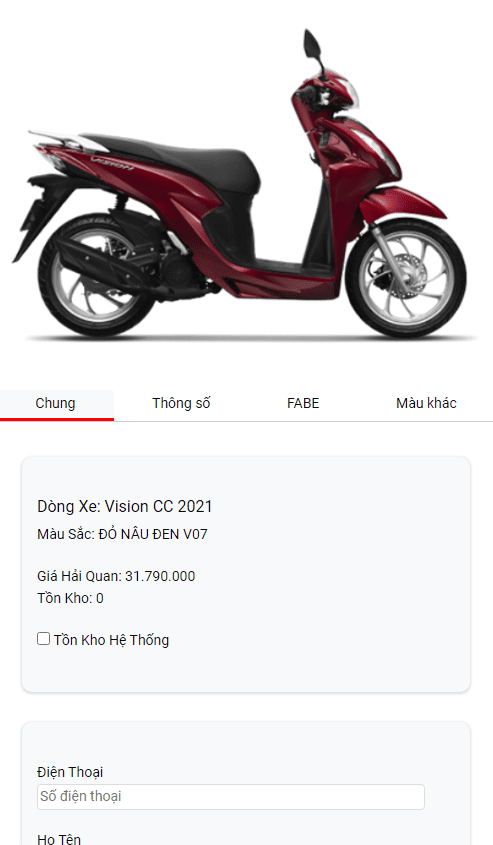 VISION
Chung
Thông số
FABE
Màu khác
Dòng Xe: Vision CC 2021
Màu Sắc: ĐỎ NÂU ĐEN V07
Giá Hải Quan: 31.790.000
Tồn Kho: 0
Tồn Kho Hệ Thống
Điện Thoại
Số điện thoại
Họ Tên